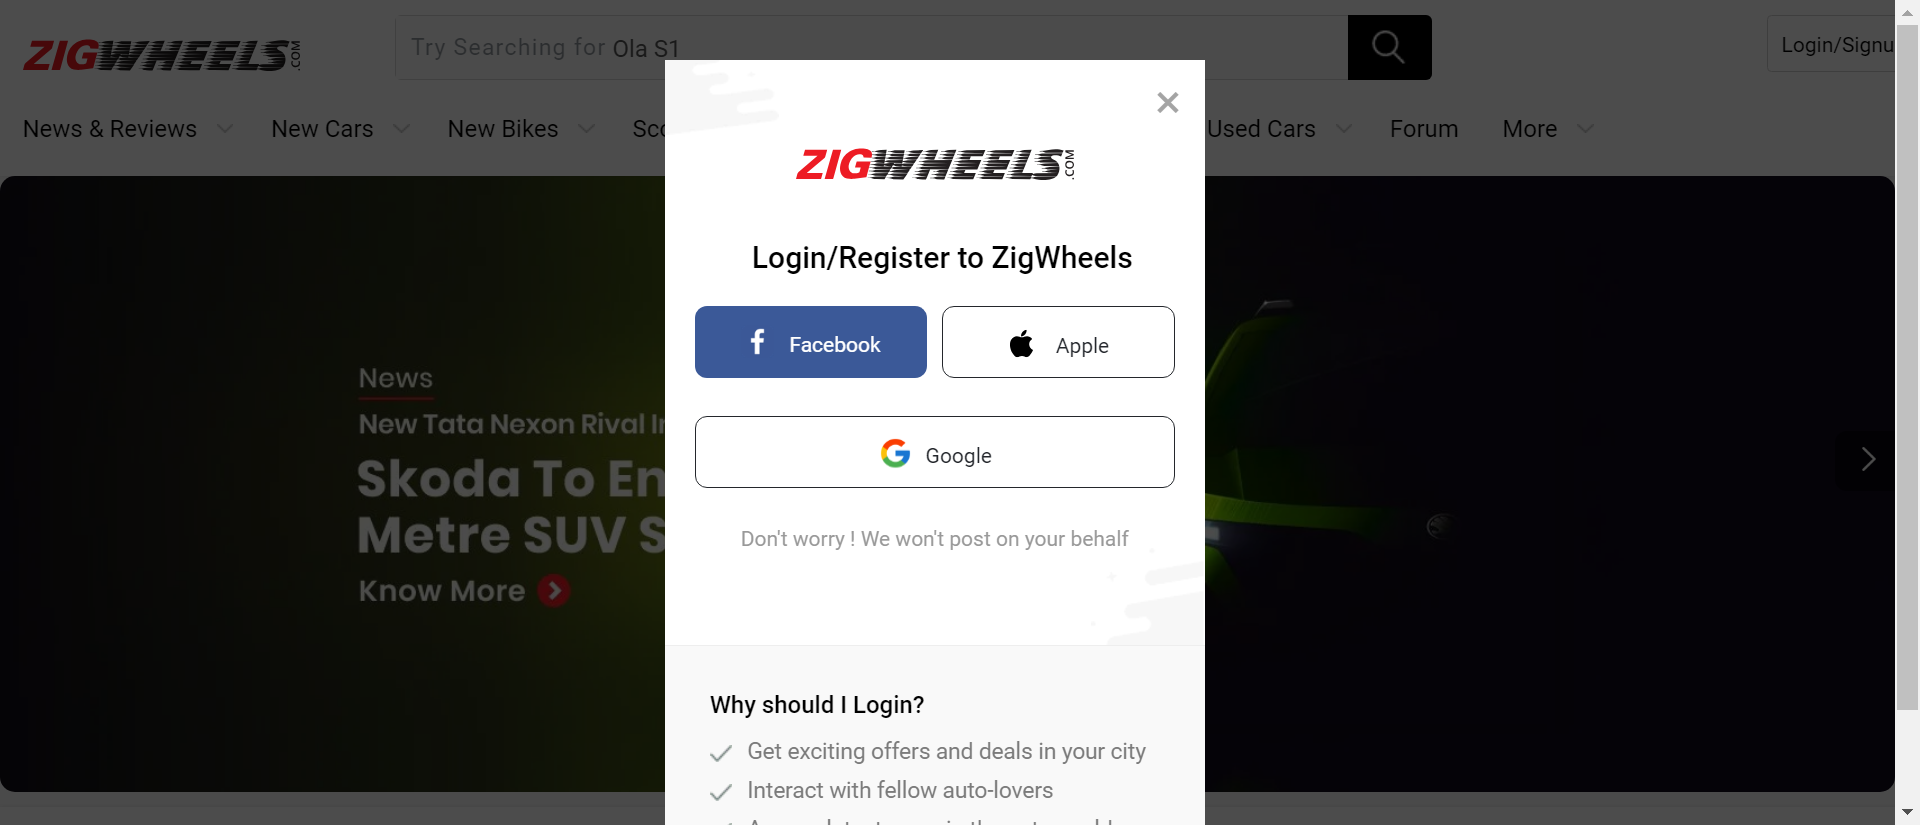 ZIGWHEELS.COM
Try Searching for Ola S1
Login/Signu
News & Reviews
New Cars
New Bikes
Used Cars
Forum
More
News
New Tata Nexon Rival
Skoda To
Metre SUV
Know More
ZIGWHEELS.COM
Login/Register to ZigWheels
Facebook
Apple
Google
Don't worry ! We won't post on your behalf
Why should I Login?
Get exciting offers and deals in your city
Interact with fellow auto-lovers